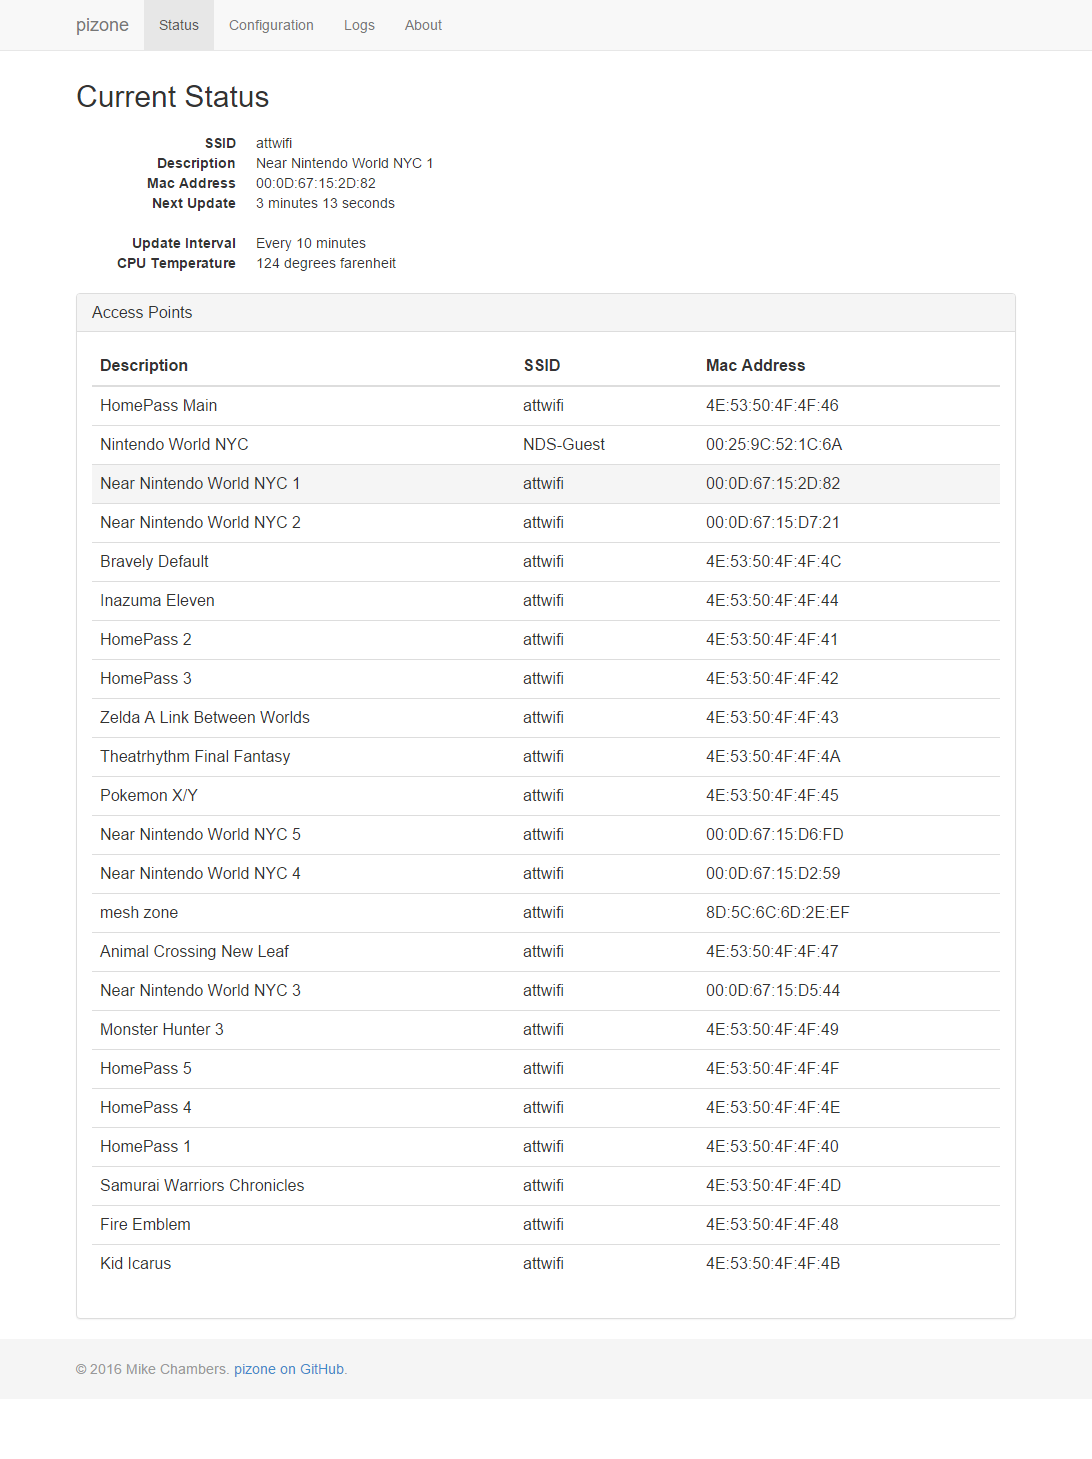 pizone Status Configuration Logs About
Current Status
SSID attwifi
Description Near Nintendo World NYC 1
Mac Address 00:0D:67:15:2D:82
Next Update 3 minutes 13 seconds
Update Interval Every 10 minutes
CPU Temperature 124 degrees farenheit
Access Points
Description SSID Mac Address
HomePass Main attwifi 4E:53:50:4F:4F:46
Nintendo World NYC NDS-Guest 00:25:9C:52:1C:6A
Near Nintendo World NYC 1 attwifi 00:0D:67:15:2D:82
Near Nintendo World NYC 2 attwifi 00:0D:67:15:D7:21
Bravely Default attwifi 4E:53:50:4F:4F:4C
Inazuma Eleven attwifi 4E:53:50:4F:4F:44
HomePass 2 attwifi 4E:53:50:4F:4F:41
HomePass 3 attwifi 4E:53:50:4F:4F:42
Zelda A Link Between Worlds attwifi 4E:53:50:4F:4F:43
Theatrhythm Final Fantasy attwifi 4E:53:50:4F:4F:4A
Pokemon X/Y attwifi 4E:53:50:4F:4F:45
Near Nintendo World NYC 5 attwifi 00:0D:67:15:D6:FD
Near Nintendo World NYC 4 attwifi 00:0D:67:15:D2:59
mesh zone attwifi 8D:5C:6C:6D:2E:EF
Animal Crossing New Leaf attwifi 4E:53:50:4F:4F:47
Near Nintendo World NYC 3 attwifi 00:0D:67:15:D5:44
Monster Hunter 3 attwifi 4E:53:50:4F:4F:49
HomePass 5 attwifi 4E:53:50:4F:4F:4F
HomePass 4 attwifi 4E:53:50:4F:4F:4E
HomePass 1 attwifi 4E:53:50:4F:4F:40
Samurai Warriors Chronicles attwifi 4E:53:50:4F:4F:4D
Fire Emblem attwifi 4E:53:50:4F:4F:48
Kid Icarus attwifi 4E:53:50:4F:4F:4B
© 2016 Mike Chambers. pizone on GitHub.